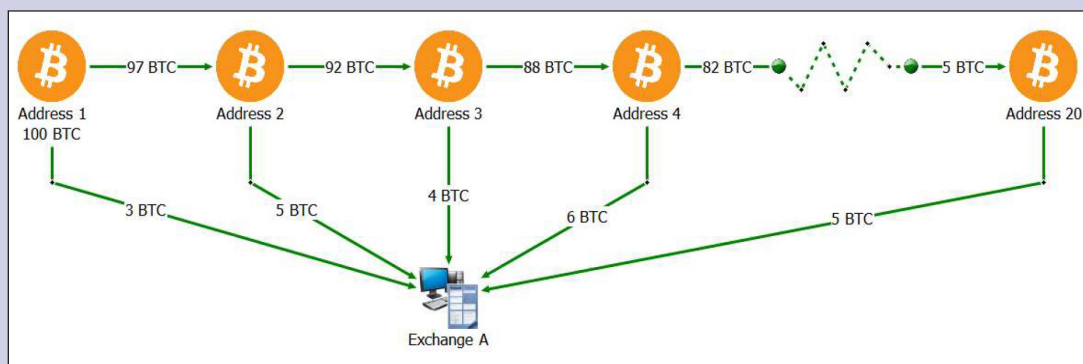 97 BTC
92 BTC
88 BTC
82 BTC
5 BTC
Address 1
100 BTC
Address 2
Address 3
Address 4
Address 20
3 BTC
5 BTC
4 BTC
6 BTC
5 BTC
Exchange A